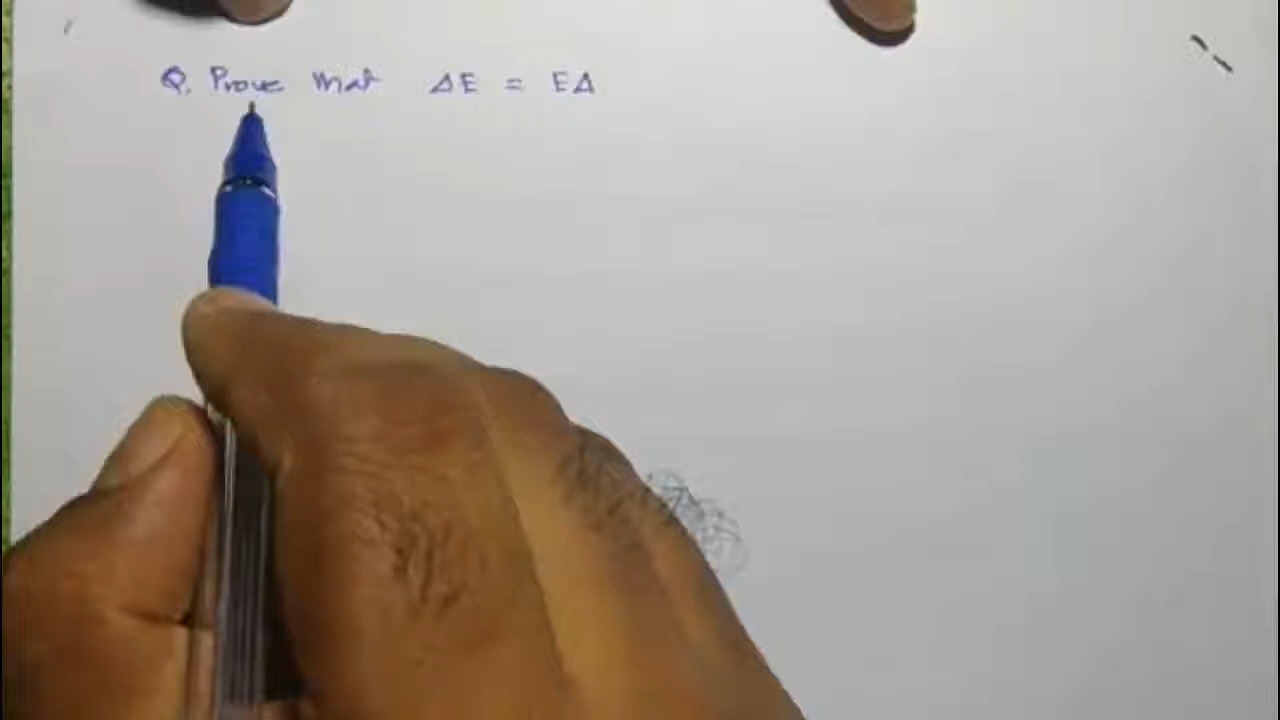 Q. Prove that ΔE = EΔ